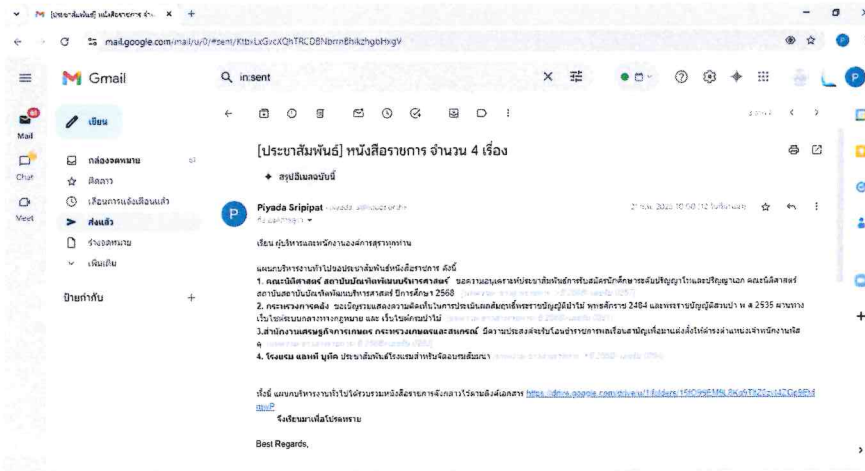 [ประชาสัมพันธ์] หนังสือราชการ จำ
mail.google.com/mail/u/0/#sent/
Gmail
in:sent
Mail
Chat
Meet
เขียน
กล่องจดหมาย
ติดดาว
เลื่อนการแจ้งเตือนแล้ว
ส่งแล้ว
ร่างจดหมาย
เพิ่มเติม
ป้ายกำกับ
[ประชาสัมพันธ์] หนังสือราชการ จำนวน 4 เรื่อง
สรุปอีเมลฉบับนี้
Piyada Sripipat
เรียน ผู้บริหารและพนักงานองค์การสุราทุกท่าน
แผนกบริหารงานทั่วไปขอประชาสัมพันธ์หนังสือราชการ ดังนี้
1. คณะนิติศาสตร์ สถาบันบัณฑิตพัฒนบริหารศาสตร์ ขอความอนุเคราะห์ประชาสัมพันธ์การรับสมัครนักศึกษาระดับปริญญาโทและปริญญาเอก คณะนิติศาสตร์
สถาบันบัณฑิตพัฒนบริหารศาสตร์ ปีการศึกษา 2568
2. กระทรวงการคลัง ขอเชิญร่วมแสดงความคิดเห็นในการประเมินผลสัมฤทธิ์พระราชบัญญัติป่าไม้ พุทธศักราช 2484 และพระราชบัญญัติสวนป่า พ.ศ 2535 ผ่านทาง
เว็บไซต์ระบบกลางทางกฎหมาย และ เว็บไซต์กรมป่าไม้
3.สำนักงานเศรษฐกิจการเกษตร กระทรวงเกษตรและสหกรณ์ มีความประสงค์จะรับโอนข้าราชการพลเรือนสามัญเพื่อมาแต่งตั้งให้ดำรงตำแหน่งเจ้าพนักงานพัส
ดุ
4. โรงแรม แอทที บูทีค ประชาสัมพันธ์โรงแรมสำหรับจัดอบรมสัมมนา
ทั้งนี้ แผนกบริหารงานทั่วไปได้รวบรวมหนังสือราชการดังกลาวไว้ตามลิงค์เอกสาร https://drive.google.com/drive/u/1/folders/
จึงเรียนมาเพื่อโปรดทราบ
Best Regards,